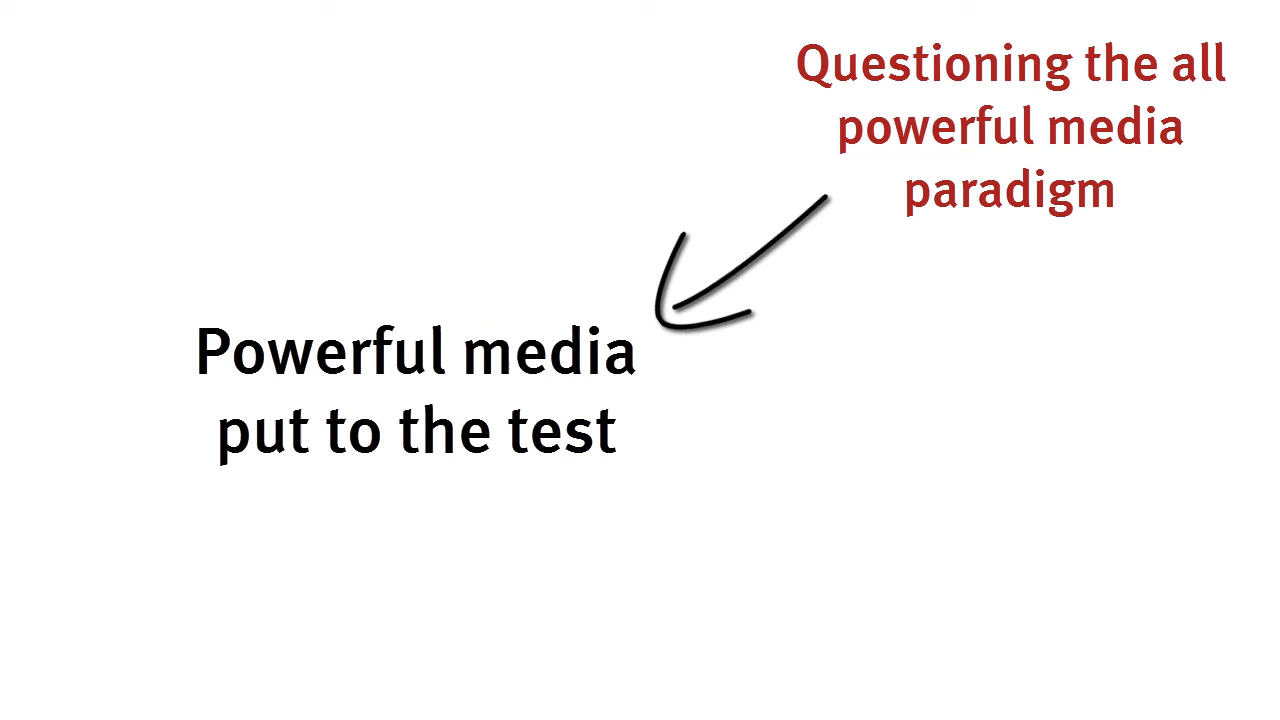 Questioning the all
powerful media
paradigm
Powerful media
put to the test